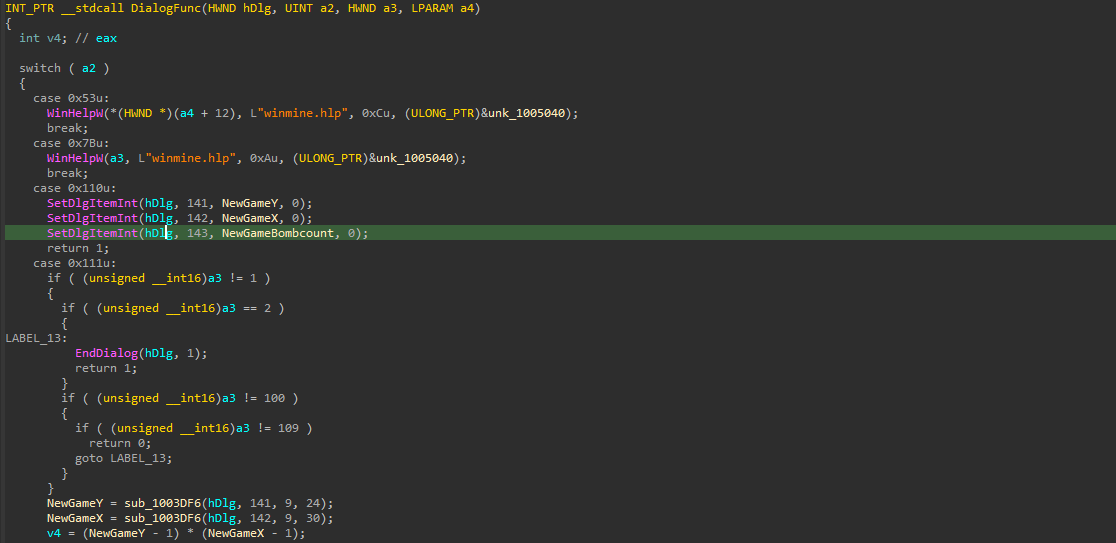 INT_PTR __stdcall DialogFunc(HWND hDlg, UINT a2, HWND a3, LPARAM a4)
{
  int v4; // eax

  switch ( a2 )
  {
    case 0x53u:
      WinHelpW(*(HWND *)(a4 + 12), L"winmine.hlp", 0xCu, (ULONG_PTR)&unk_1005040);
      break;
    case 0x7Bu:
      WinHelpW(a3, L"winmine.hlp", 0xAu, (ULONG_PTR)&unk_1005040);
      break;
    case 0x110u:
      SetDlgItemInt(hDlg, 141, NewGameY, 0);
      SetDlgItemInt(hDlg, 142, NewGameX, 0);
      SetDlgItemInt(hDlg, 143, NewGameBombcount, 0);
      return 1;
    case 0x111u:
      if ( (unsigned __int16)a3 != 1 )
      {
        if ( (unsigned __int16)a3 == 2 )
        {
LABEL_13:
          EndDialog(hDlg, 1);
          return 1;
        }
        if ( (unsigned __int16)a3 != 100 )
        {
          if ( (unsigned __int16)a3 != 109 )
            return 0;
          goto LABEL_13;
        }
      }
      NewGameY = sub_1003DF6(hDlg, 141, 9, 24);
      NewGameX = sub_1003DF6(hDlg, 142, 9, 30);
      v4 = (NewGameY - 1) * (NewGameX - 1);